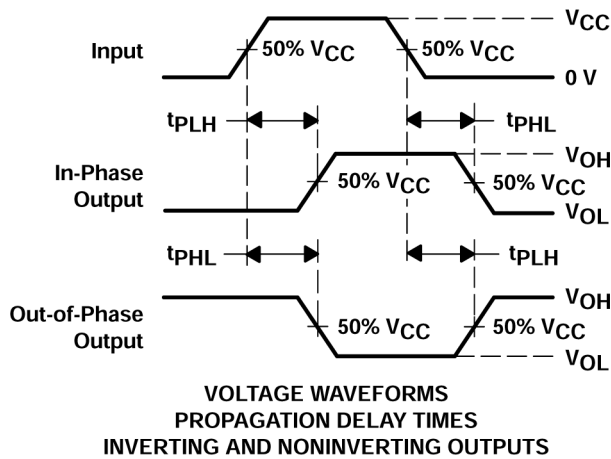 VCC
Input
50% VCC
50% VCC
0 V
tPLH
tPHL
VOH
In-Phase
Output
50% VCC
50% VCC
VOL
tPHL
tPLH
VOH
Out-of-Phase
Output
50% VCC
50% VCC
VOL
VOLTAGE WAVEFORMS
PROPAGATION DELAY TIMES
INVERTING AND NONINVERTING OUTPUTS